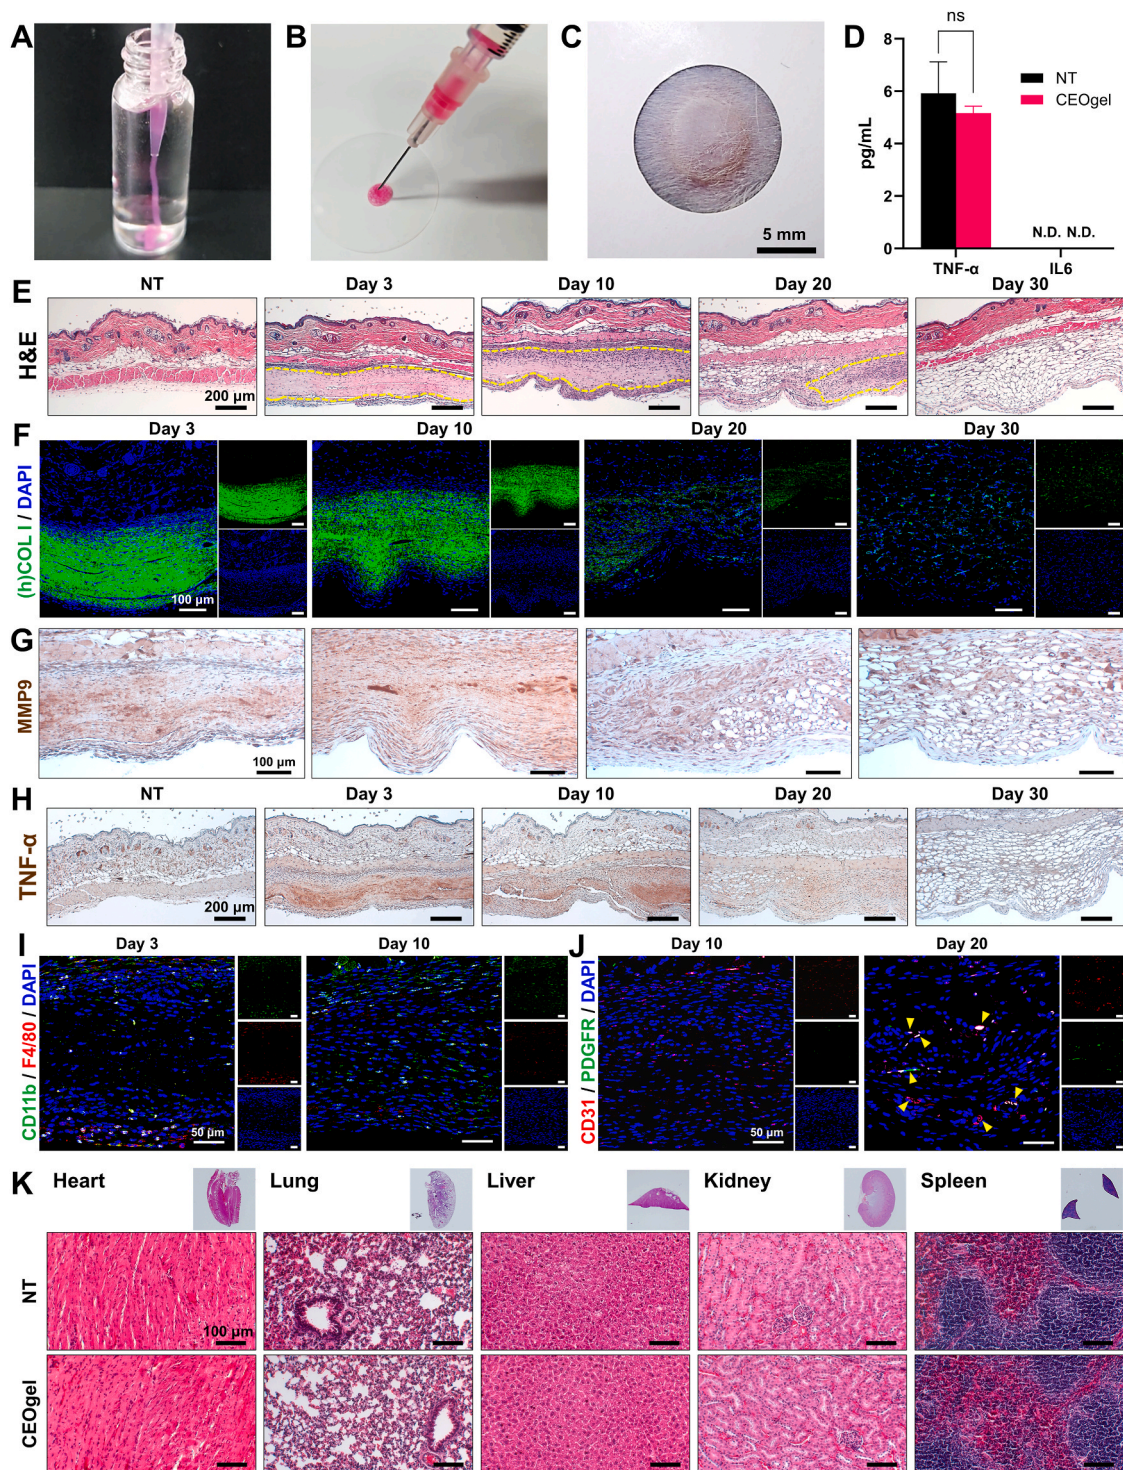 A
B
C
5 mm
D
ns
8
6
4
2
0
pg/mL
NT
CEOgel
N.D. N.D.
TNF-α
IL6
E
NT
Day 3
Day 10
Day 20
Day 30
H&E
200 µm
F
Day 3
Day 10
Day 20
Day 30
(h)COL I / DAPI
100 µm
G
MMP9
100 µm
H
NT
Day 3
Day 10
Day 20
Day 30
TNF-α
200 µm
I
Day 3
Day 10
CD11b / F4/80 / DAPI
50 µm
J
Day 10
Day 20
CD31 / PDGFR / DAPI
50 µm
K
Heart
Lung
Liver
Kidney
Spleen
NT
100 µm
CEOgel